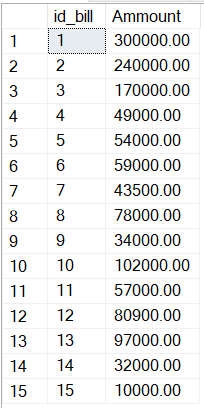 id_bill Ammount
1 1 300000.00
2 2 240000.00
3 3 170000.00
4 4 49000.00
5 5 54000.00
6 6 59000.00
7 7 43500.00
8 8 78000.00
9 9 34000.00
10 10 102000.00
11 11 57000.00
12 12 80900.00
13 13 97000.00
14 14 32000.00
15 15 10000.00